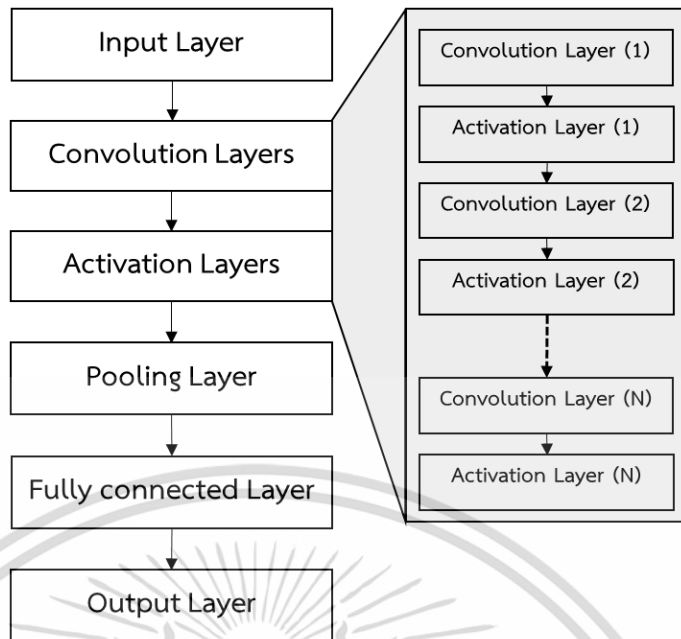 Input Layer
Convolution Layers
Activation Layers
Pooling Layer
Fully connected Layer
Output Layer
Convolution Layer (1)
Activation Layer (1)
Convolution Layer (2)
Activation Layer (2)
Convolution Layer (N)
Activation Layer (N)